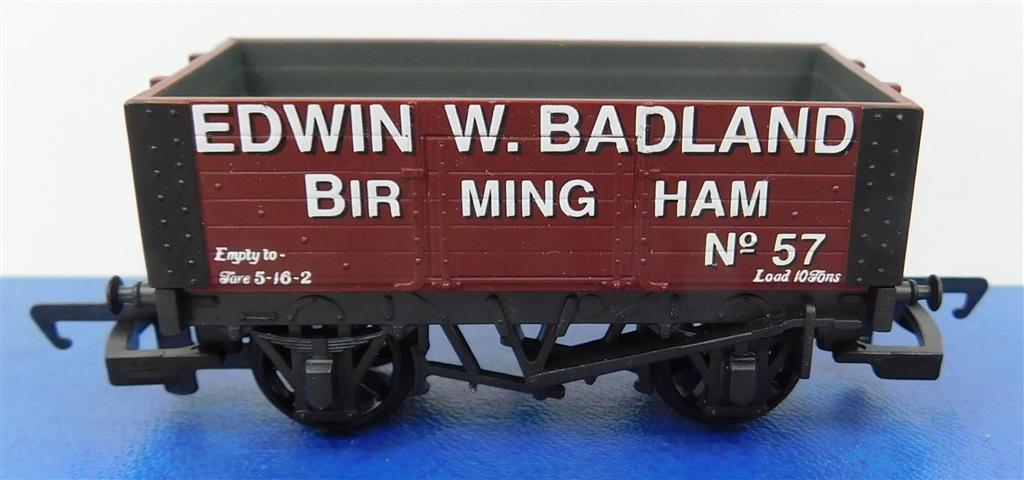 EDWIN W. BADLAND
BIR MING HAM
Nº 57
Empty to-
Tare 5-16-2
Load 10 Tons